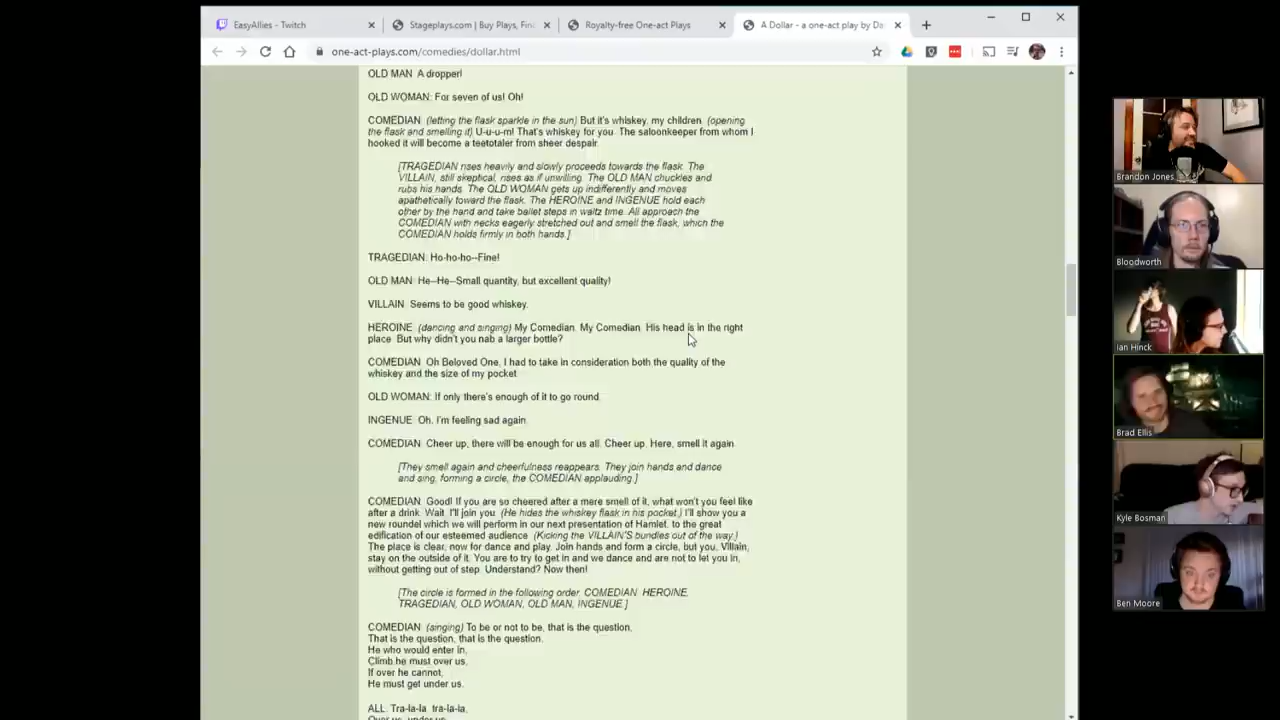 EasyAllies - Twitch
Stageplays.com | Buy Plays, Fin
Royalty-free One-act Plays
A Dollar - a one-act play by Da
one-act-plays.com/comedies/dollar.html
OLD MAN A dropper!
OLD WOMAN: For seven of us! Oh!
COMEDIAN (letting the flask sparkle in the sun) But it's whiskey, my children. (opening
the flask and smelling it) U-u-u-m! That's whiskey for you. The saloonkeeper from whom I
hooked it will become a teetotaler from sheer despair.
[TRAGEDIAN rises heavily and slowly proceeds towards the flask. The
VILLAIN, still skeptical, rises as if unwilling. The OLD MAN chuckles and
rubs his hands. The OLD WOMAN gets up indifferently and moves
apathetically toward the flask. The HEROINE and INGENUE hold each
other by the hand and take ballet steps in waltz time. All approach the
COMEDIAN with necks eagerly stretched out and smell the flask, which the
COMEDIAN holds firmly in both hands.]
TRAGEDIAN: Ho-ho-ho--Fine!
OLD MAN: He--He--Small quantity, but excellent quality!
VILLAIN Seems to be good whiskey.
HEROINE (dancing and singing) My Comedian. My Comedian. His head is in the right
place. But why didn't you nab a larger bottle?
COMEDIAN Oh Beloved One, I had to take in consideration both the quality of the
whiskey and the size of my pocket
OLD WOMAN: If only there's enough of it to go round.
INGENUE Oh, I'm feeling sad again.
COMEDIAN Cheer up, there will be enough for us all. Cheer up. Here, smell it again
[They smell again and cheerfulness reappears. They join hands and dance
and sing, forming a circle, the COMEDIAN applauding.]
COMEDIAN: Good! If you are so cheered after a mere smell of it, what won't you feel like
after a drink. Wait. I'll join you. (He hides the whiskey flask in his pocket.) I'll show you a
new roundel which we will perform in our next presentation of Hamlet, to the great
edification of our esteemed audience (Kicking the VILLAIN'S bundles out of the way.)
The place is clear, now for dance and play. Join hands and form a circle, but you, Villain,
stay on the outside of it. You are to try to get in and we dance and are not to let you in,
without getting out of step. Understand? Now then!
[The circle is formed in the following order: COMEDIAN, HEROINE,
TRAGEDIAN, OLD WOMAN, OLD MAN, INGENUE.]
COMEDIAN (singing) To be or not to be, that is the question,
That is the question, that is the question.
He who would enter in,
Climb he must over us,
If over he cannot,
He must get under us.
ALL: Tra-la-la tra-la-la,
Over us, under us
Brandon Jones
Bloodworth
Ian Hinck
Brad Ellis
Kyle Bosman
Ben Moore